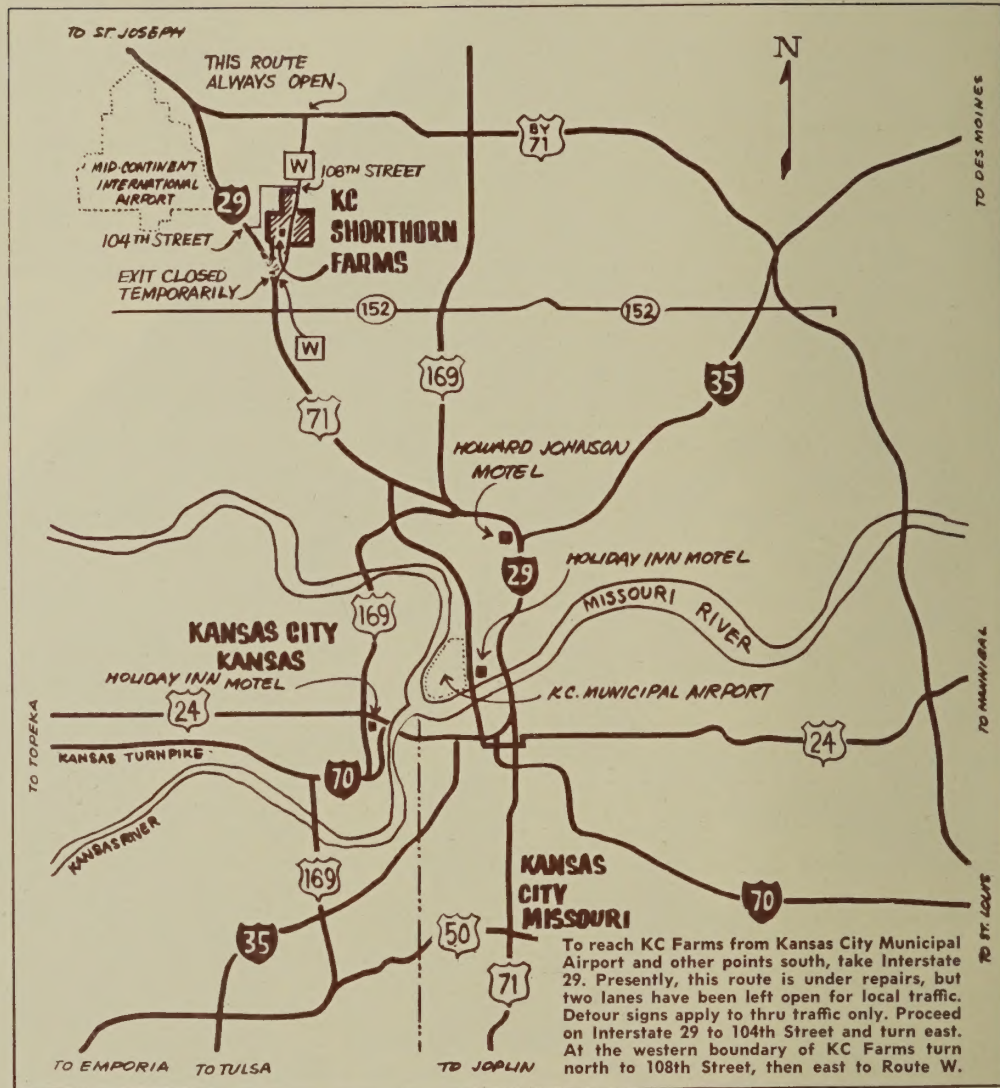 TO ST. JOSEPH
THIS ROUTE
ALWAYS OPEN
N
BY
71
TO DES MOINES
MID-CONTINENT
INTERNATIONAL
AIRPORT
W
108TH STREET
29
KC
SHORTHORN
FARMS
104TH STREET
EXIT CLOSED
TEMPORARILY
152
152
W
169
35
71
HOWARD JOHNSON
MOTEL
29
HOLIDAY INN MOTEL
MISSOURI RIVER
169
KANSAS CITY
KANSAS
HOLIDAY INN
MOTEL
K.C. MUNICIPAL AIRPORT
24
24
TO HANNIBAL
TO TOPEKA
KANSAS TURNPIKE
70
KANSAS RIVER
169
KANSAS
CITY
MISSOURI
70
TO ST. LOUIS
35
50
71
To reach KC Farms from Kansas City Municipal
Airport and other points south, take Interstate
29. Presently, this route is under repairs, but
two lanes have been left open for local traffic.
Detour signs apply to thru traffic only. Proceed
on Interstate 29 to 104th Street and turn east.
At the western boundary of KC Farms turn
north to 108th Street, then east to Route W.
TO EMPORIA
TO TULSA
TO JOPLIN